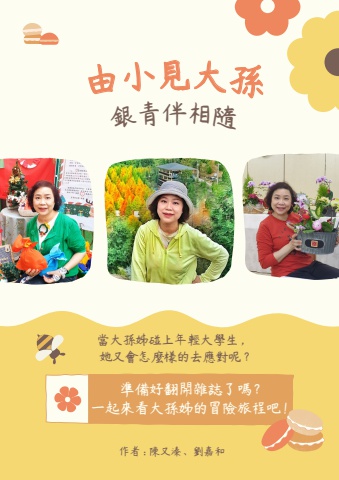 由小見大孫
銀青伴相隨
當大孫姊碰上年輕大學生，
她又會怎麼樣的去應對呢？
準備好翻開雜誌了嗎？
一起來看大孫姊的冒險旅程吧！
作者：陳又溱、劉嘉和